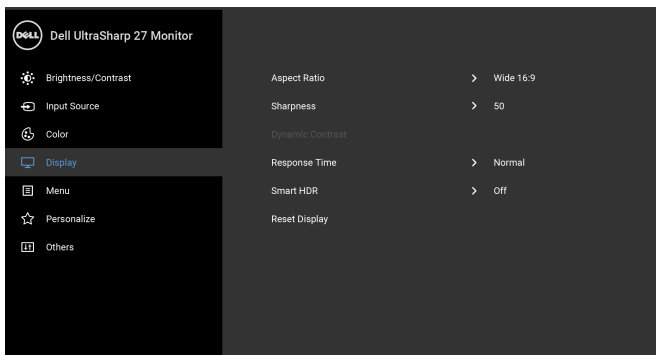 DELL Dell UltraSharp 27 Monitor
Brightness/Contrast Aspect Ratio > Wide 16:9
Input Source Sharpness > 50
Color Dynamic Contrast
Display Response Time > Normal
Menu Smart HDR > Off
Personalize Reset Display
Others